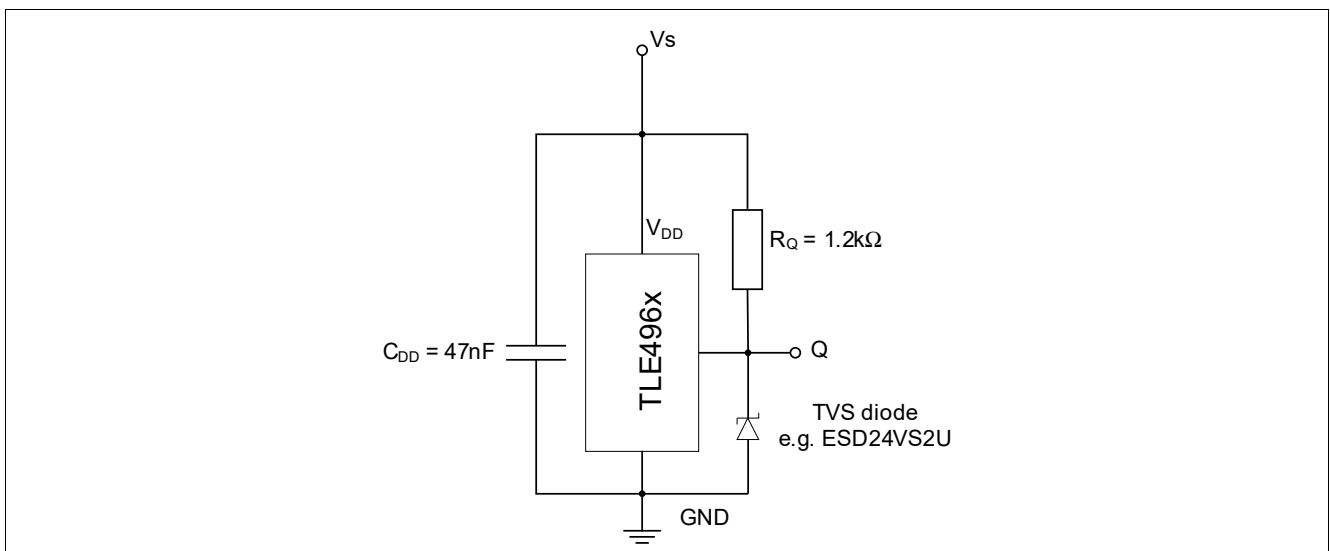 Vs
VDD
RQ = 1.2kΩ
TLE496x
CDD = 47nF
Q
TVS diode
e.g. ESD24VS2U
GND